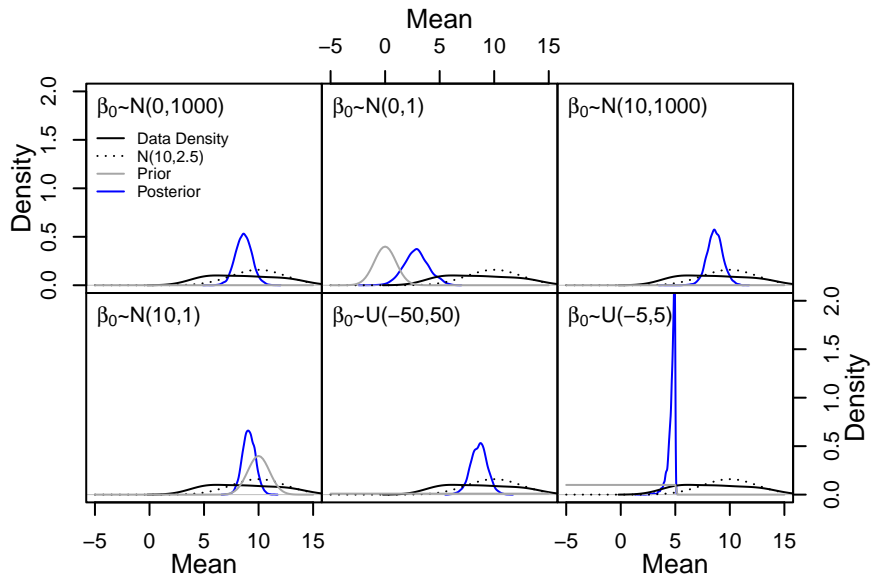 Mean
−5 0 5 10 15
β0~N(0,1000)
β0~N(0,1)
β0~N(10,1000)
Data Density
N(10,2.5)
Prior
Posterior
Density
0.0 0.5 1.0 1.5 2.0
β0~N(10,1)
β0~U(−50,50)
β0~U(−5,5)
Density
0.0 0.5 1.0 1.5 2.0
−5 0 5 10 15
−5 0 5 10 15
Mean
Mean